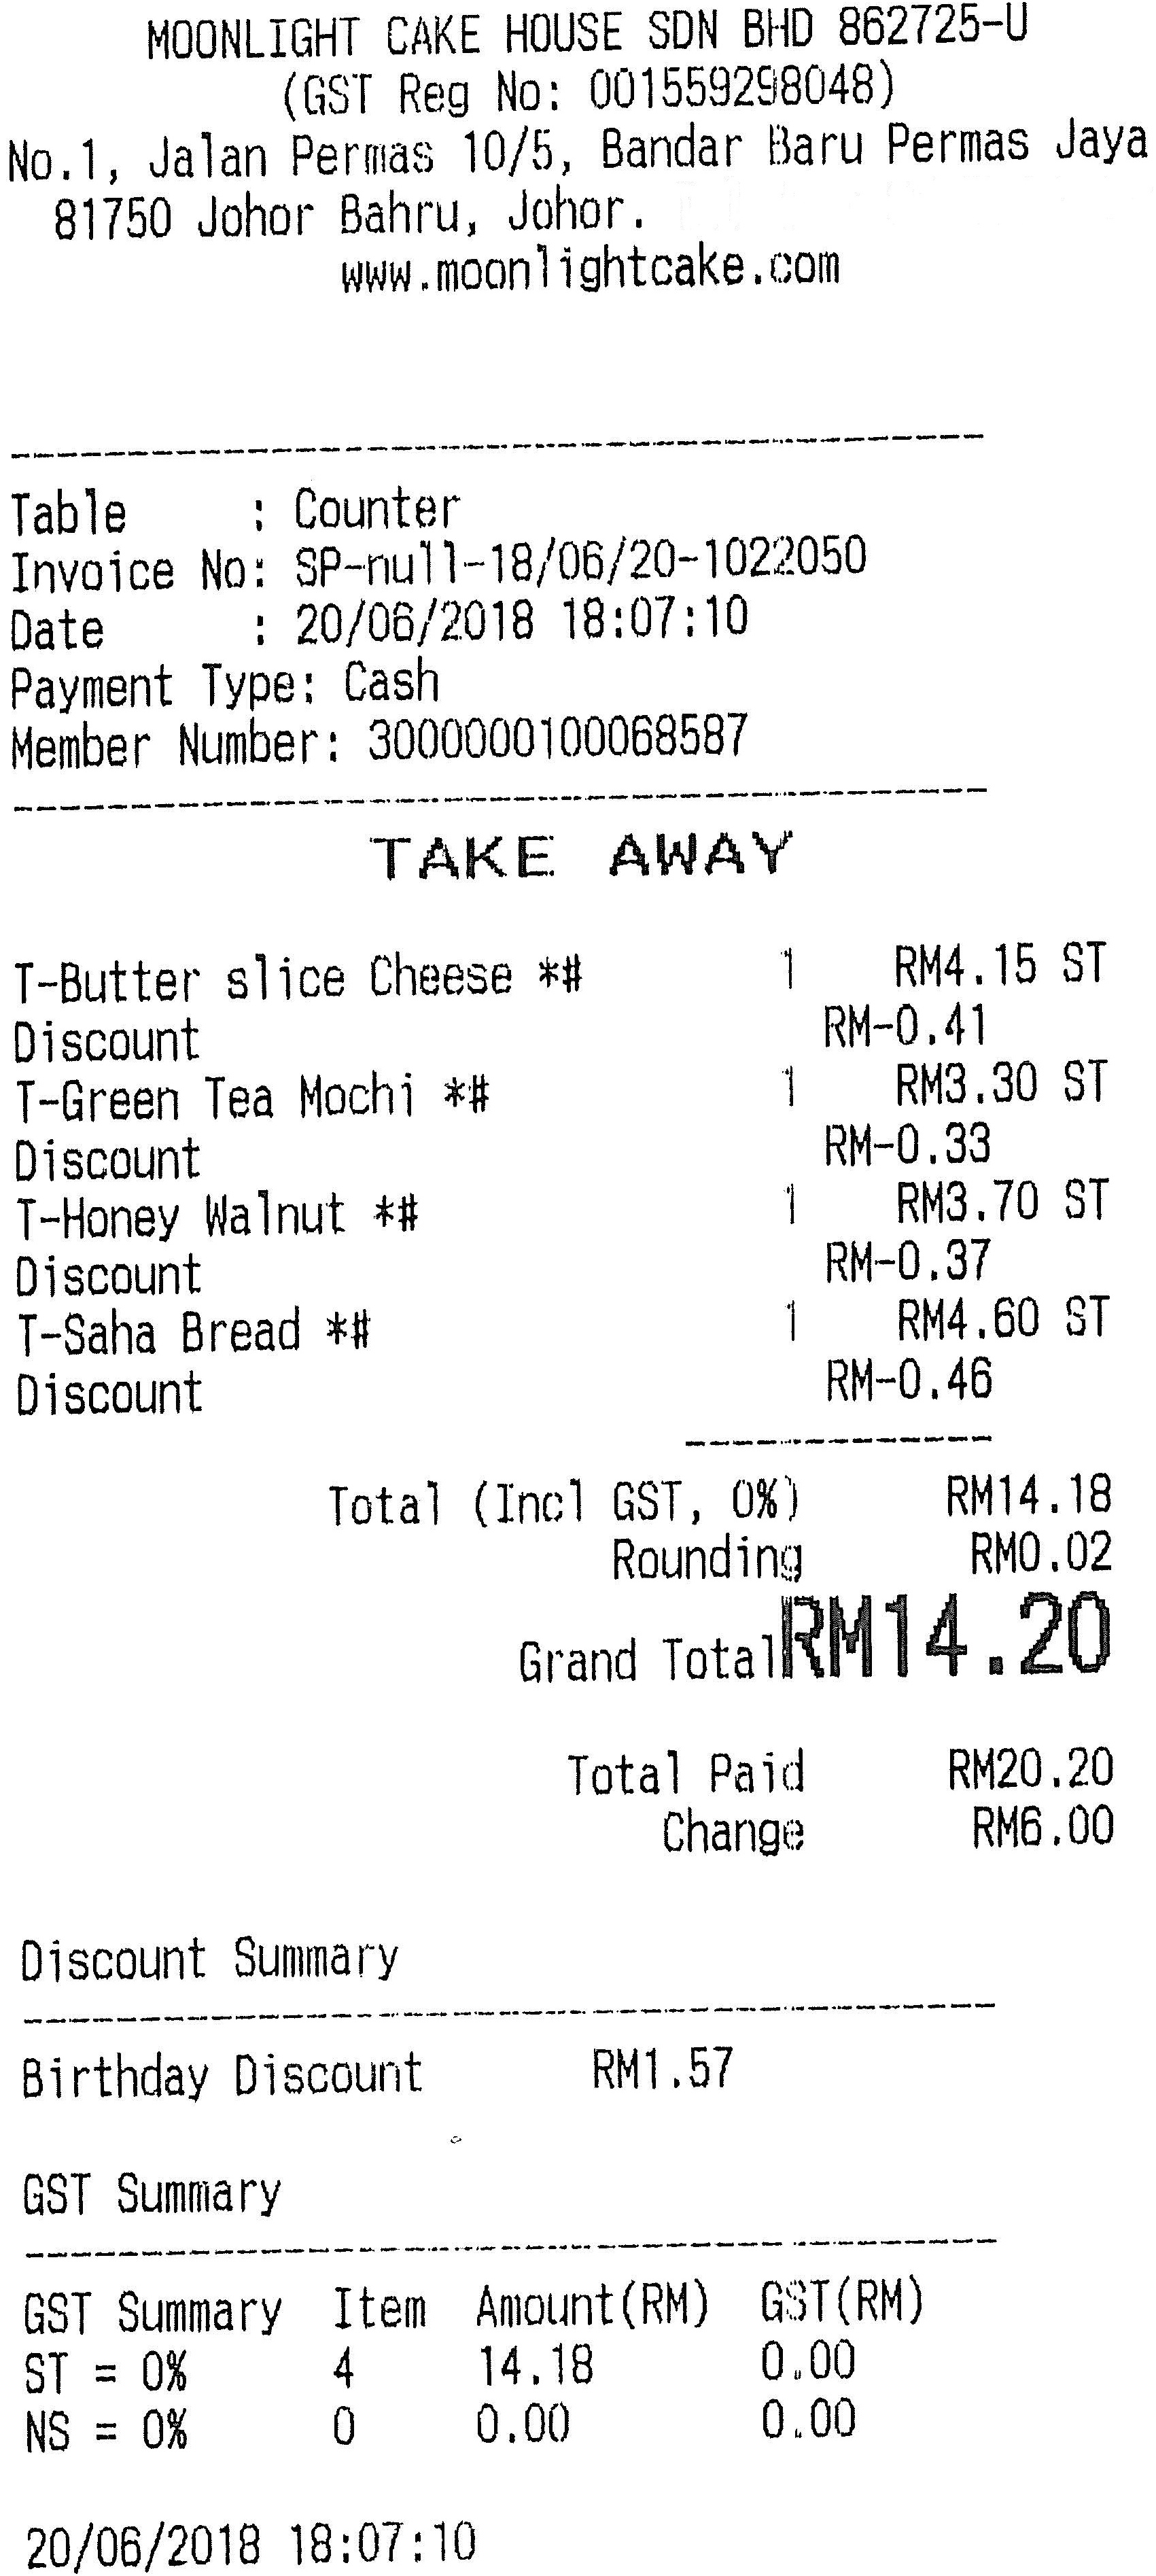 MOONLIGHT CAKE HOUSE SDN BHD 862725-U
(GST Reg No: 001559298048)
No.1, Jalan Permas 10/5, Bandar Baru Permas Jaya
81750 Johor Bahru, Johor.
www.moonlightcake.com
Table : Counter
Invoice No: SP-null-18/06/20-1022050
Date : 20/06/2018 18:07:10
Payment Type: Cash
Member Number: 3000000100068587
TAKE AWAY
T-Butter slice Cheese *# 1 RM4.15 ST
Discount RM-0.41
T-Green Tea Mochi *# 1 RM3.30 ST
Discount RM-0.33
T-Honey Walnut *# 1 RM3.70 ST
Discount RM-0.37
T-Saha Bread *# 1 RM4.60 ST
Discount RM-0.46
Total (Incl GST, 0%) RM14.18
Rounding RM0.02
Grand Total RM14.20
Total Paid RM20.20
Change RM6.00
Discount Summary
Birthday Discount RM1.57
GST Summary
GST Summary Item Amount(RM) GST(RM)
ST = 0% 4 14.18 0.00
NS = 0% 0 0.00 0.00
20/06/2018 18:07:10